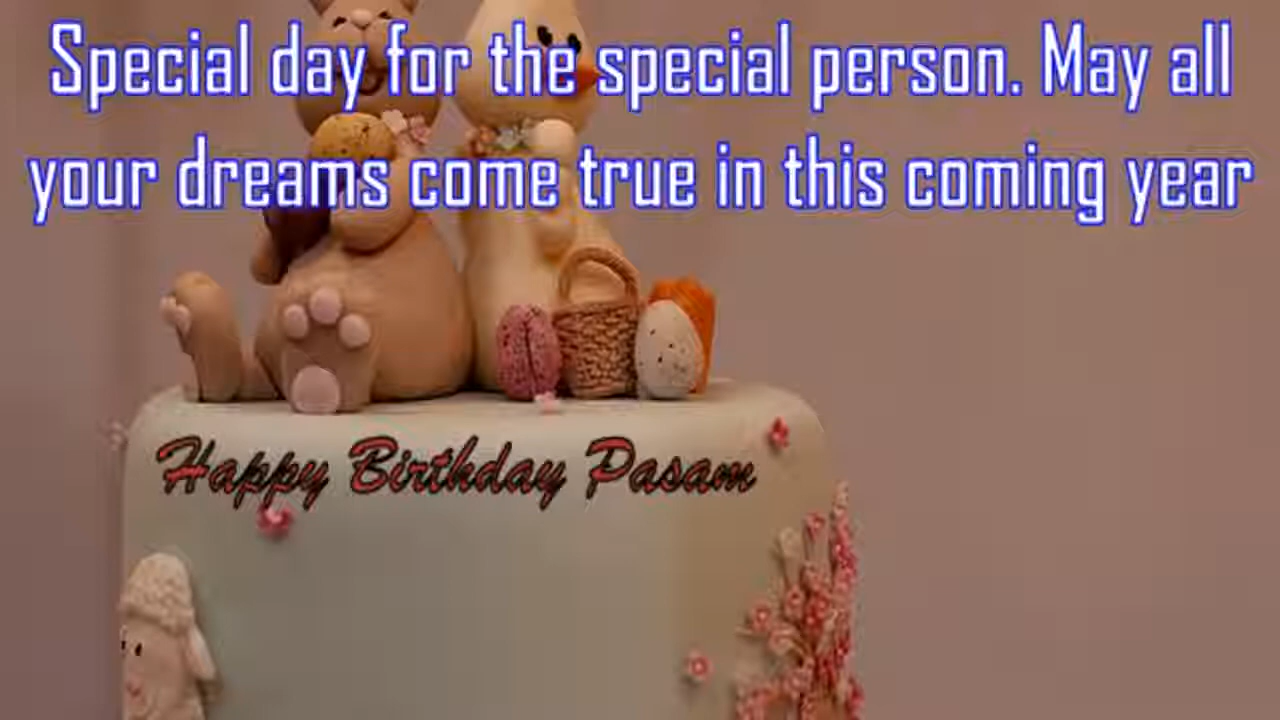 Special day for the special person. May all
your dreams come true in this coming year
Happy Birthday Pasam